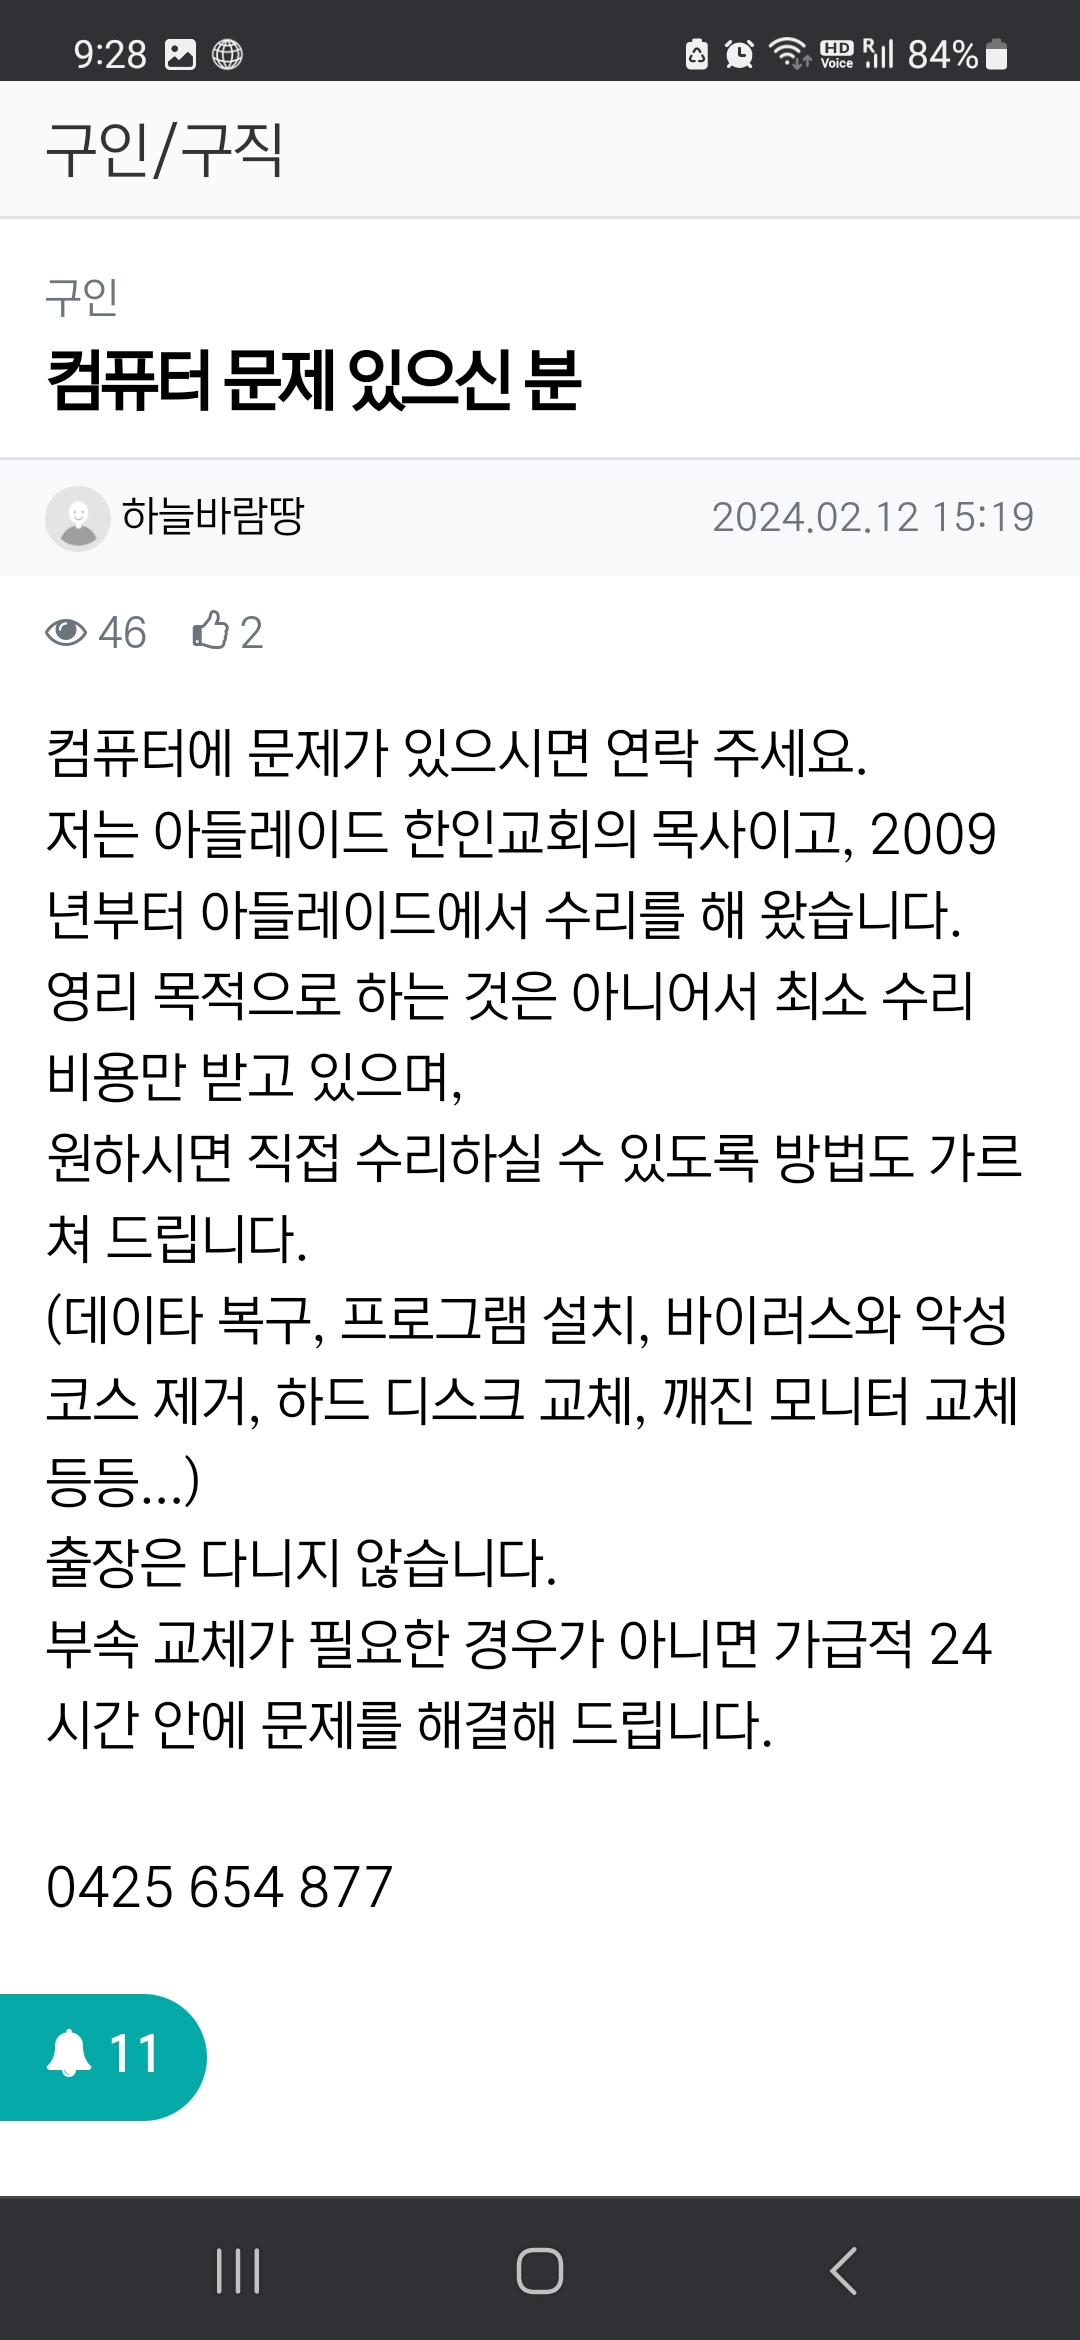 9:28
HD Voice R 84%
구인/구직
구인
컴퓨터 문제 있으신 분
하늘바람땅 2024.02.12 15:19
46 2
컴퓨터에 문제가 있으시면 연락 주세요.
저는 아들레이드 한인교회의 목사이고, 2009
년부터 아들레이드에서 수리를 해 왔습니다.
영리 목적으로 하는 것은 아니어서 최소 수리
비용만 받고 있으며,
원하시면 직접 수리하실 수 있도록 방법도 가르
쳐 드립니다.
(데이타 복구, 프로그램 설치, 바이러스와 악성
코스 제거, 하드 디스크 교체, 깨진 모니터 교체
등등...)
출장은 다니지 않습니다.
부속 교체가 필요한 경우가 아니면 가급적 24
시간 안에 문제를 해결해 드립니다.
0425 654 877
11